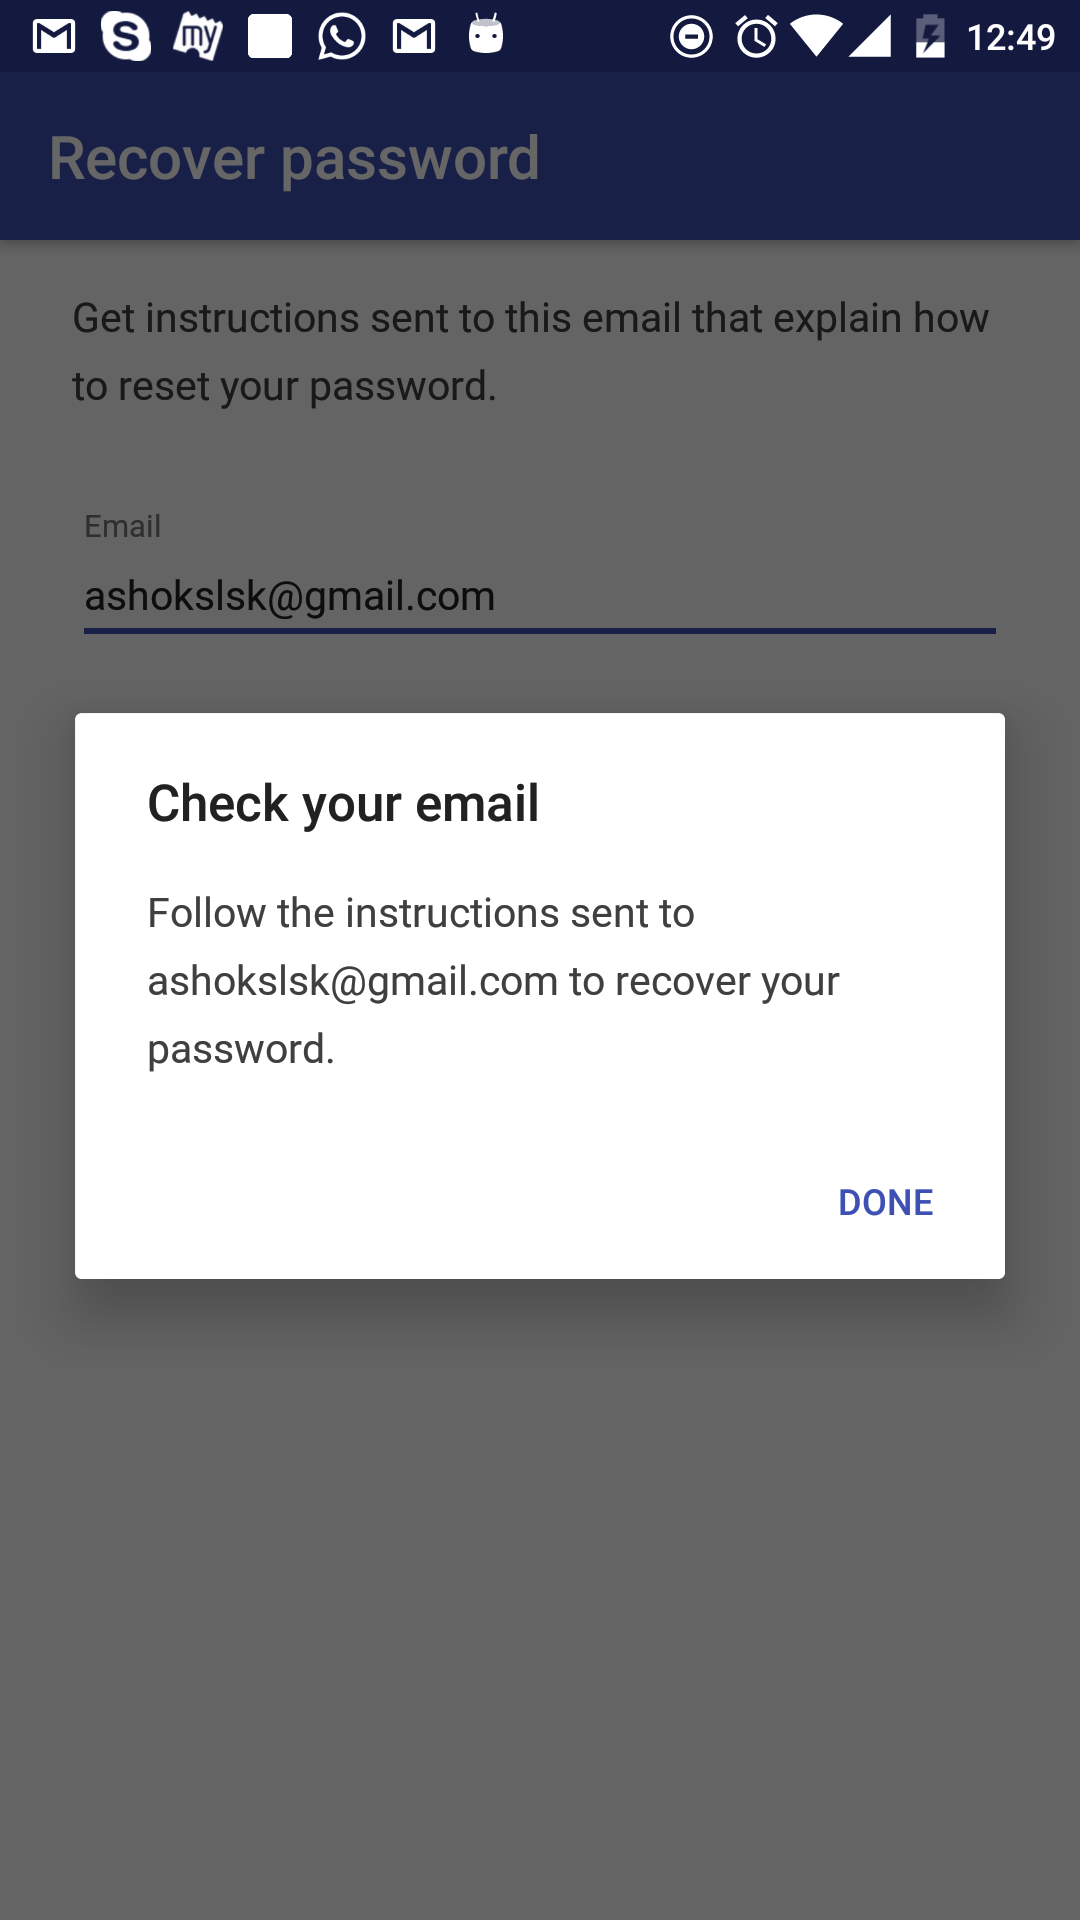 12:49
Recover password
Get instructions sent to this email that explain how
to reset your password.
Email
ashokslsk@gmail.com
Check your email
Follow the instructions sent to
ashokslsk@gmail.com to recover your
password.
DONE